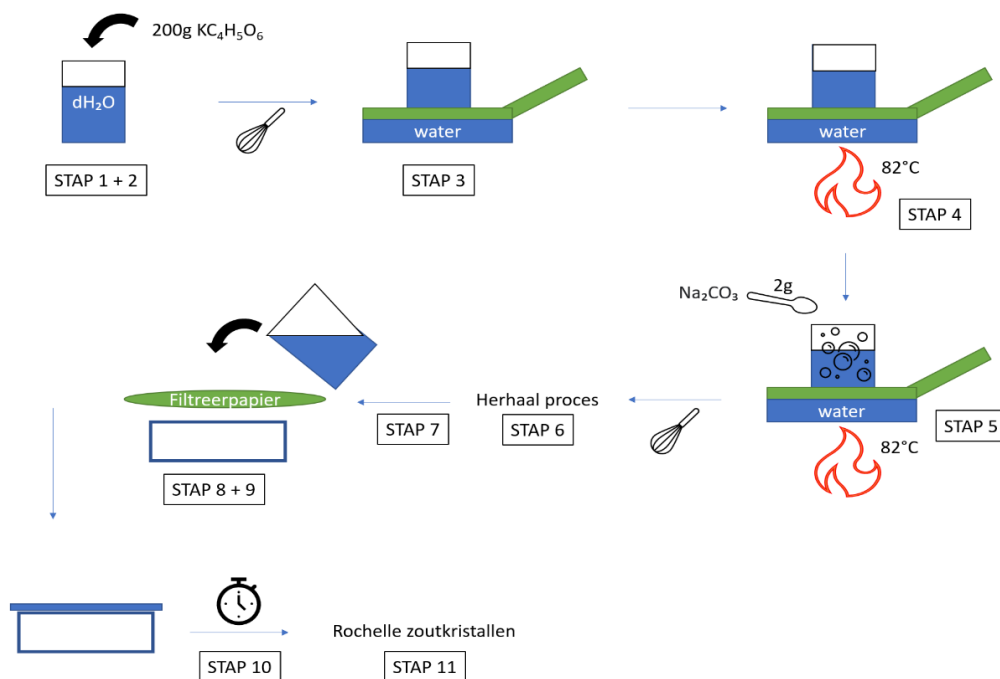 200g KC₄H₅O₆
dH₂O
STAP 1 + 2
water
STAP 3
water
82°C
STAP 4
Na₂CO₃
2g
water
82°C
STAP 5
Herhaal proces
STAP 6
STAP 7
Filtreerpapier
STAP 8 + 9
STAP 10
Rochelle zoutkristallen
STAP 11